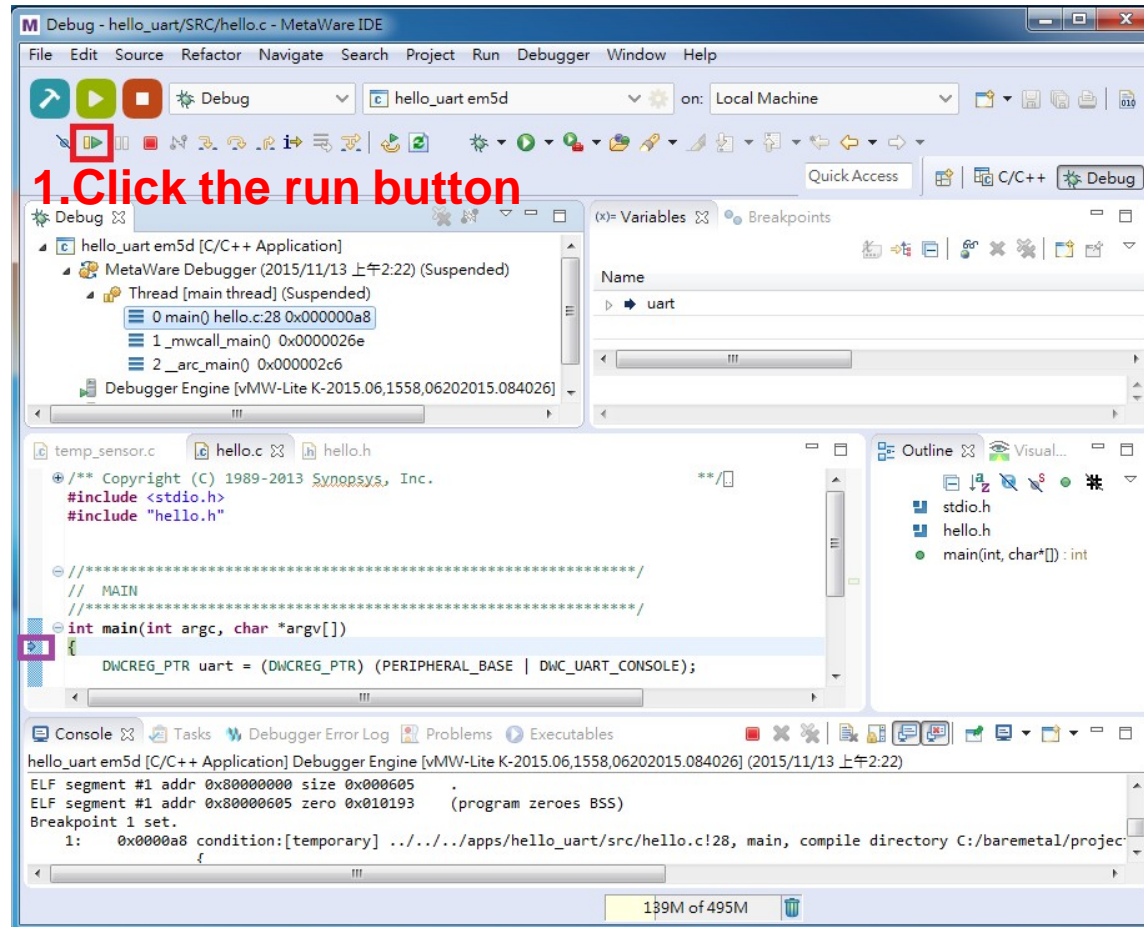 Debug - hello_uart/SRC/hello.c - MetaWare IDE
File Edit Source Refactor Navigate Search Project Run Debugger Window Help
Debug hello_uart em5d on: Local Machine
1.Click the run button
Quick Access C/C++ Debug
Debug
hello_uart em5d [C/C++ Application]
MetaWare Debugger (2015/11/13 上午2:22) (Suspended)
Thread [main thread] (Suspended)
0 main() hello.c:28 0x000000a8
1 _mwcall_main() 0x0000026e
2 __arc_main() 0x000002c6
Debugger Engine [vMW-Lite K-2015.06,1558,06202015.084026]
(x)= Variables Breakpoints
Name
uart
temp_sensor.c hello.c hello.h
/** Copyright (C) 1989-2013 Synopsys, Inc. **/
#include <stdio.h>
#include "hello.h"
//***************************************************************/
// MAIN
//***************************************************************/
int main(int argc, char *argv[])
{
DWCREG_PTR uart = (DWCREG_PTR) (PERIPHERAL_BASE | DWC_UART_CONSOLE);
Outline Visual...
stdio.h
hello.h
main(int, char*[]) : int
Console Tasks Debugger Error Log Problems Executables
hello_uart em5d [C/C++ Application] Debugger Engine [vMW-Lite K-2015.06,1558,06202015.084026] (2015/11/13 上午2:22)
ELF segment #1 addr 0x80000000 size 0x000605 .
ELF segment #1 addr 0x80000605 zero 0x010193 (program zeroes BSS)
Breakpoint 1 set.
1: 0x0000a8 condition:[temporary] ../../../apps/hello_uart/src/hello.c!28, main, compile directory C:/baremetal/projec
{
139M of 495M